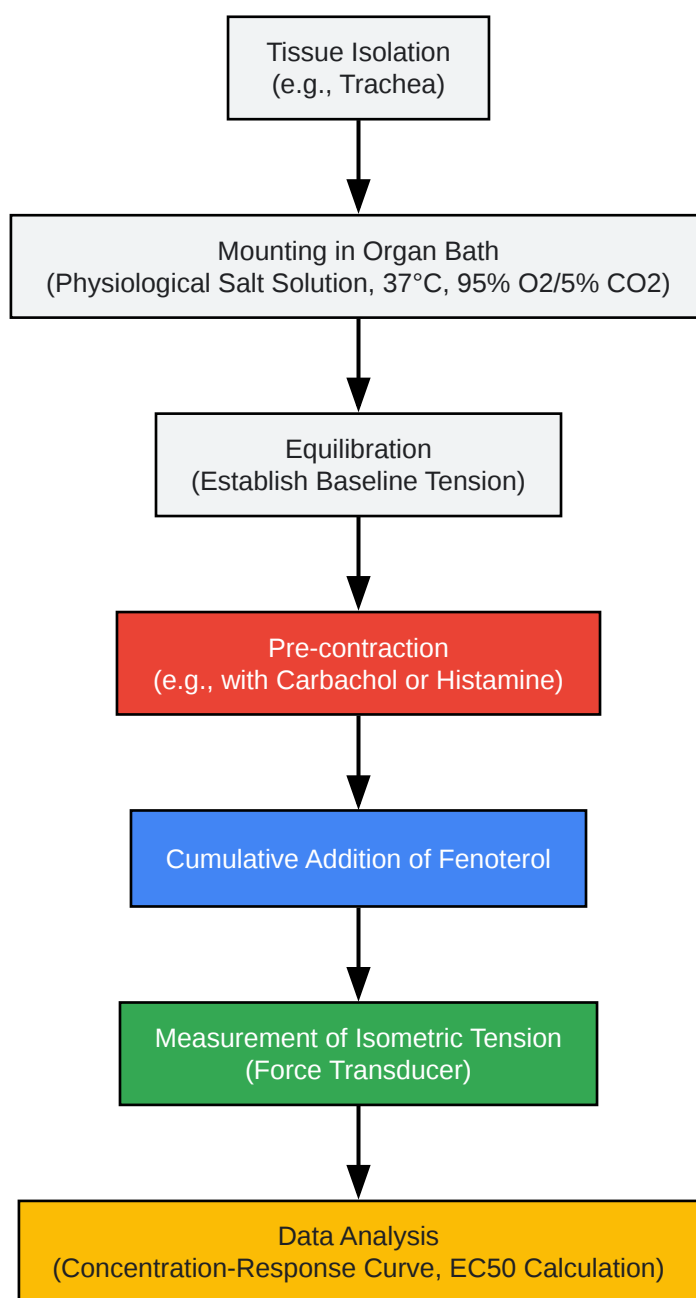 Tissue Isolation
(e.g., Trachea)
Mounting in Organ Bath
(Physiological Salt Solution, 37°C, 95% O2/5% CO2)
Equilibration
(Establish Baseline Tension)
Pre-contraction
(e.g., with Carbachol or Histamine)
Cumulative Addition of Fenoterol
Measurement of Isometric Tension
(Force Transducer)
Data Analysis
(Concentration-Response Curve, EC50 Calculation)